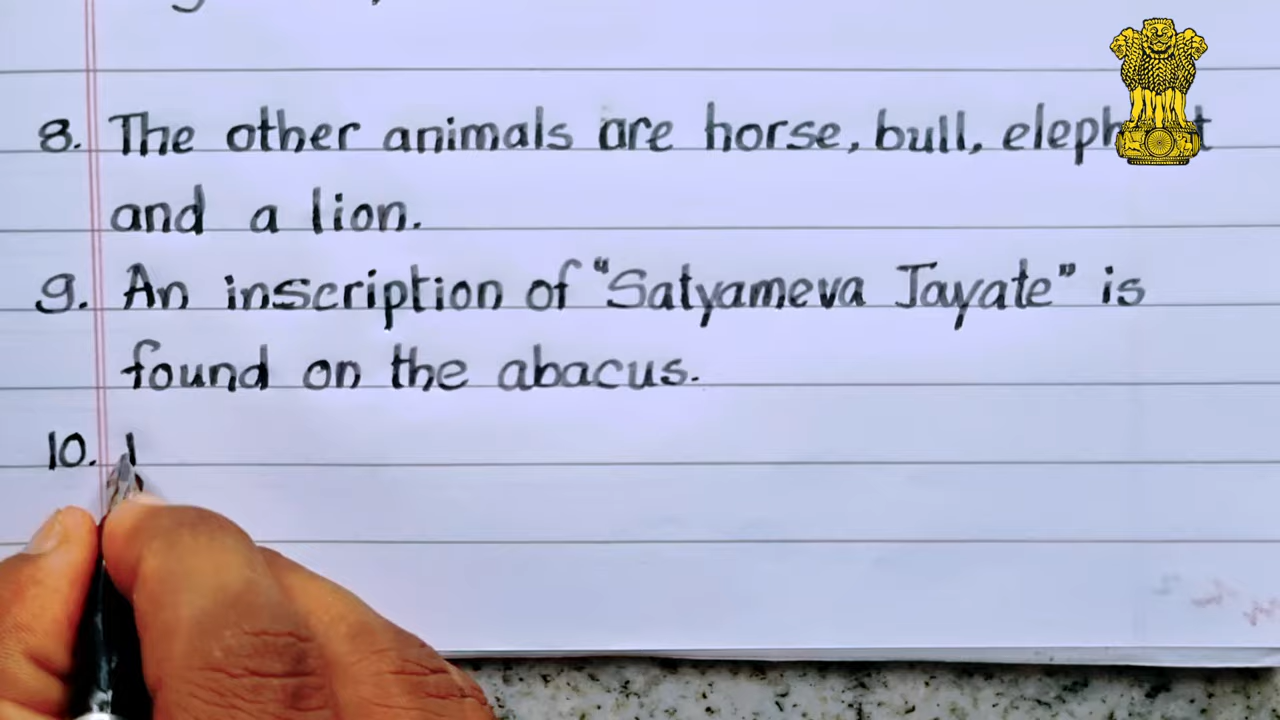 8. The other animals are horse, bull, elephant
and a lion.
9. An inscription of "Satyameva Jayate" is
found on the abacus.
10.